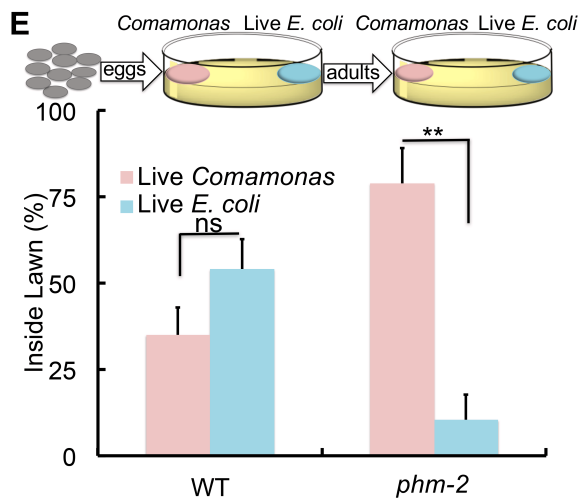 E
Comamonas Live E. coli Comamonas Live E. coli
eggs adults
100
75
50
25
0
Inside Lawn (%)
Live Comamonas
Live E. coli
ns
**
WT phm-2